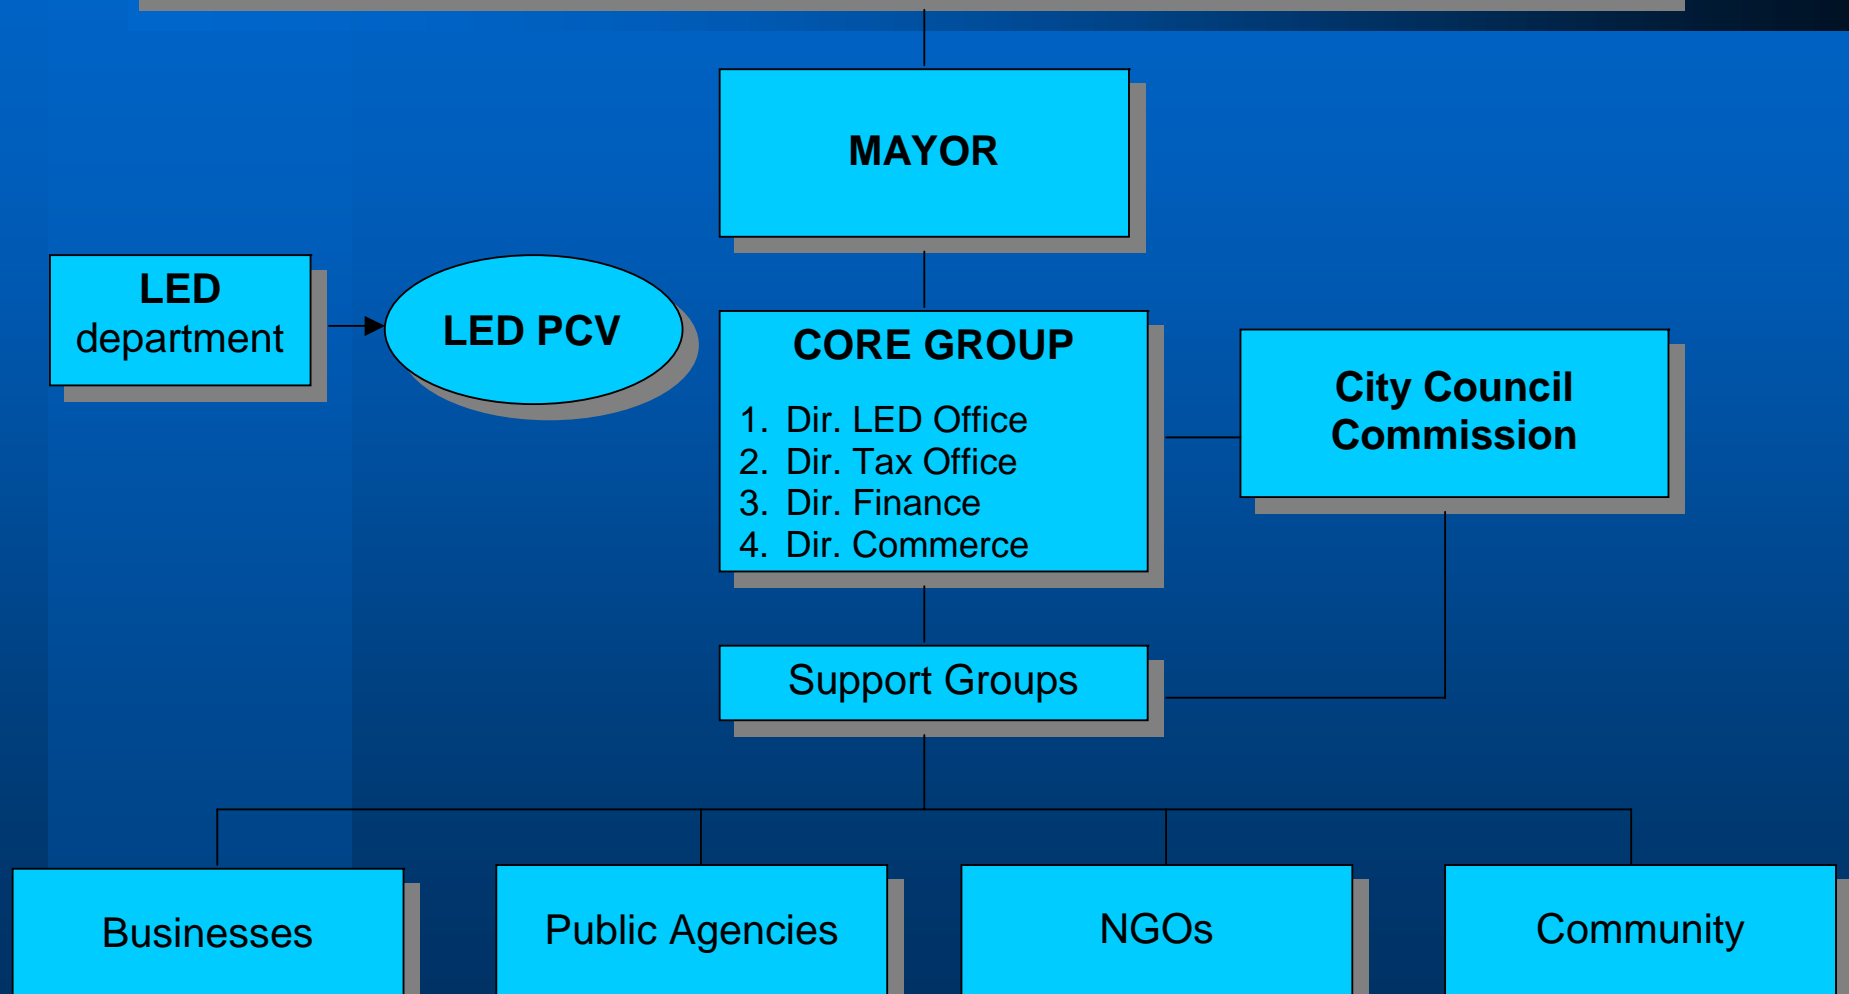 MAYOR
LED
department
LED PCV
CORE GROUP
1. Dir. LED Office
2. Dir. Tax Office
3. Dir. Finance
4. Dir. Commerce
City Council
Commission
Support Groups
Businesses
Public Agencies
NGOs
Community